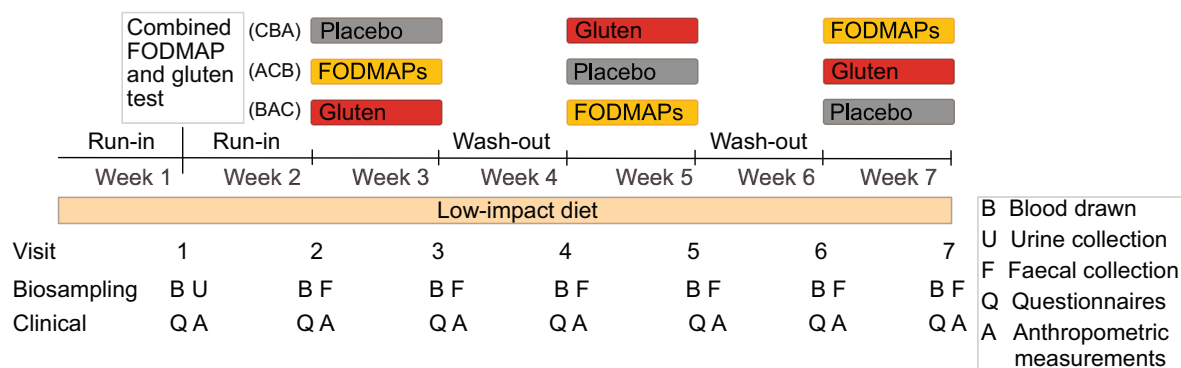 Combined
FODMAP
and gluten
test
(CBA) Placebo Gluten FODMAPs
(ACB) FODMAPs Placebo Gluten
(BAC) Gluten FODMAPs Placebo
Run-in Run-in Wash-out Wash-out
Week 1 Week 2 Week 3 Week 4 Week 5 Week 6 Week 7
Low-impact diet
Visit 1 2 3 4 5 6 7
Biosampling B U B F B F B F B F B F B F
Clinical Q A Q A Q A Q A Q A Q A Q A
B Blood drawn
U Urine collection
F Faecal collection
Q Questionnaires
A Anthropometric
measurements